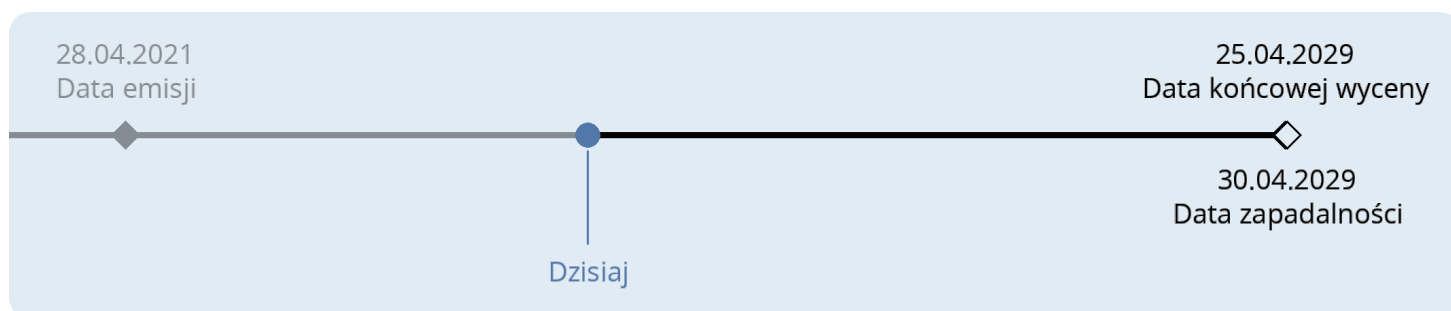 28.04.2021
Data emisji
25.04.2029
Data końcowej wyceny
30.04.2029
Data zapadalności
Dzisiaj